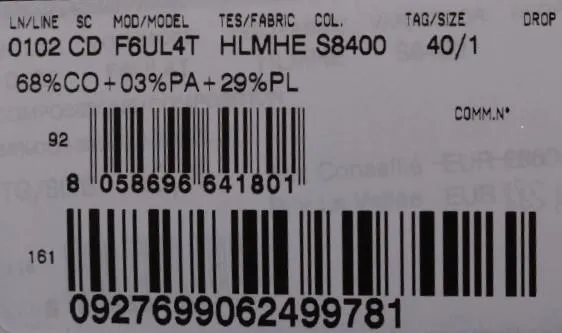 LN/LINE SC MOD/MODEL TES/FABRIC COL. TAG/SIZE DROP
0102 CD F6UL4T HLMHE S8400 40/1
68%CO+03%PA+29%PL
COMM.N°
92
8 058696 641801
161
0927699062499781